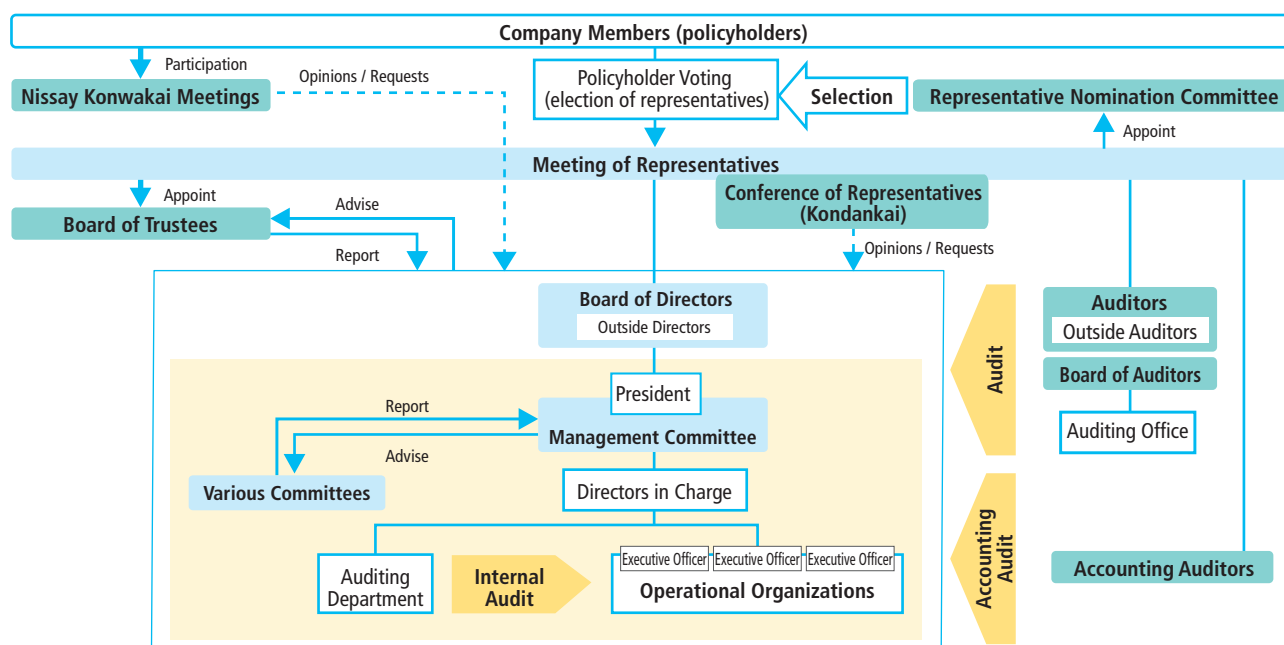 Company Members (policyholders)
Participation
Opinions / Requests
Nissay Konwakai Meetings
Policyholder Voting
(election of representatives)
Selection
Representative Nomination Committee
Appoint
Meeting of Representatives
Appoint
Board of Trustees
Advise
Report
Conference of Representatives
(Kondankai)
Opinions / Requests
Board of Directors
Outside Directors
President
Management Committee
Report
Advise
Various Committees
Directors in Charge
Auditing
Department
Internal
Audit
Executive Officer
Executive Officer
Executive Officer
Operational Organizations
Audit
Accounting
Audit
Auditors
Outside Auditors
Board of Auditors
Auditing Office
Accounting Auditors